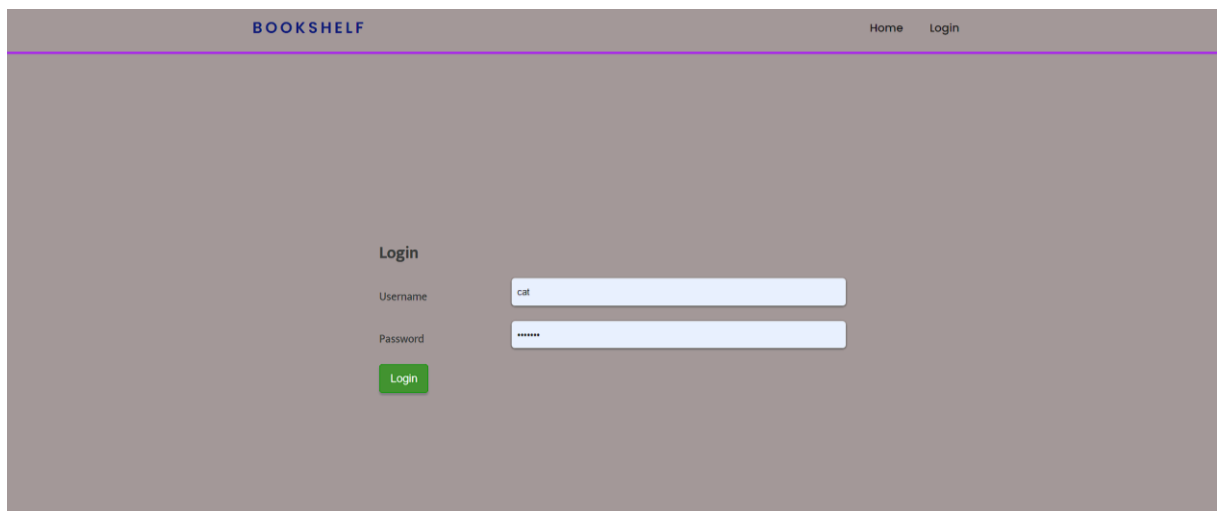 BOOKSHELF
Home Login
Login
Username cat
Password •••••••
Login